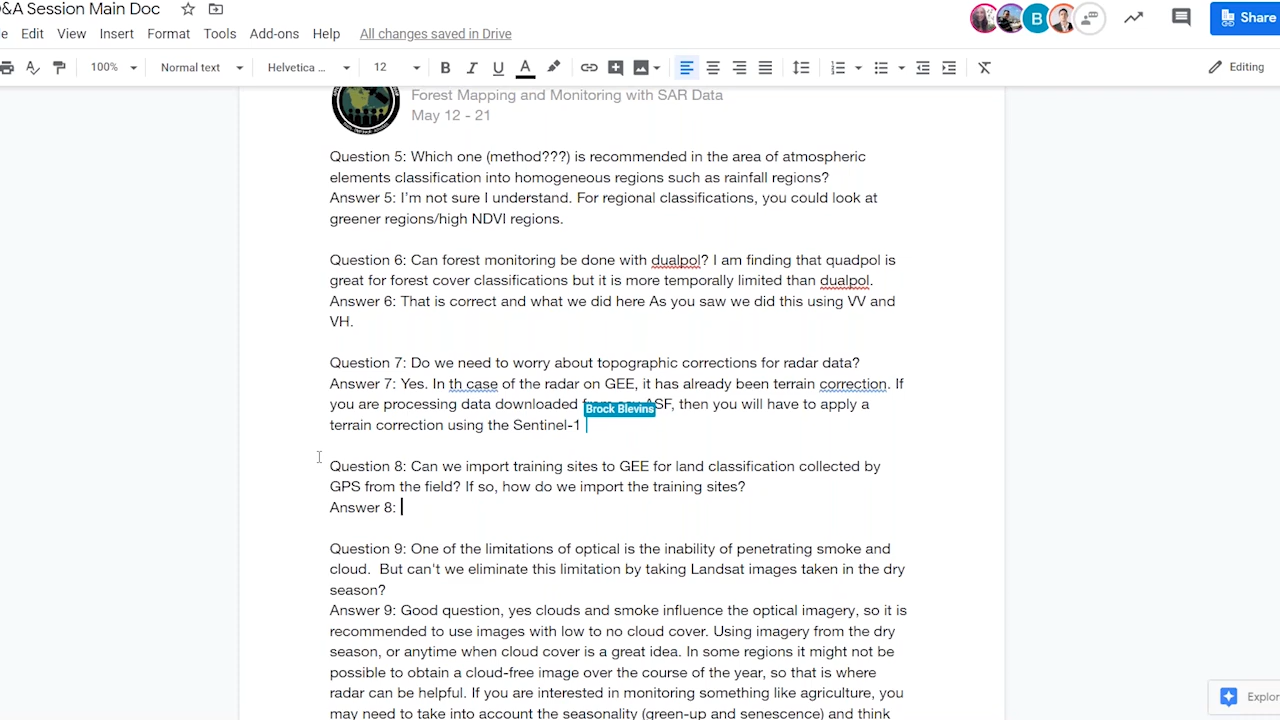 &A Session Main Doc
e Edit View Insert Format Tools Add-ons Help All changes saved in Drive
B
Share
100% Normal text Helvetica ... 12 B I U A Editing
Forest Mapping and Monitoring with SAR Data
May 12 - 21
Question 5: Which one (method???) is recommended in the area of atmospheric
elements classification into homogeneous regions such as rainfall regions?
Answer 5: I'm not sure I understand. For regional classifications, you could look at
greener regions/high NDVI regions.
Question 6: Can forest monitoring be done with dualpol? I am finding that quadpol is
great for forest cover classifications but it is more temporally limited than dualpol.
Answer 6: That is correct and what we did here As you saw we did this using VV and
VH.
Question 7: Do we need to worry about topographic corrections for radar data?
Answer 7: Yes. In th case of the radar on GEE, it has already been terrain correction. If
you are processing data downloaded ASF, then you will have to apply a
Brock Blevins
terrain correction using the Sentinel-1
Question 8: Can we import training sites to GEE for land classification collected by
GPS from the field? If so, how do we import the training sites?
Answer 8:
Question 9: One of the limitations of optical is the inability of penetrating smoke and
cloud. But can't we eliminate this limitation by taking Landsat images taken in the dry
season?
Answer 9: Good question, yes clouds and smoke influence the optical imagery, so it is
recommended to use images with low to no cloud cover. Using imagery from the dry
season, or anytime when cloud cover is a great idea. In some regions it might not be
possible to obtain a cloud-free image over the course of the year, so that is where
radar can be helpful. If you are interested in monitoring something like agriculture, you
may need to take into account the seasonality (green-up and senescence) and think
Explor